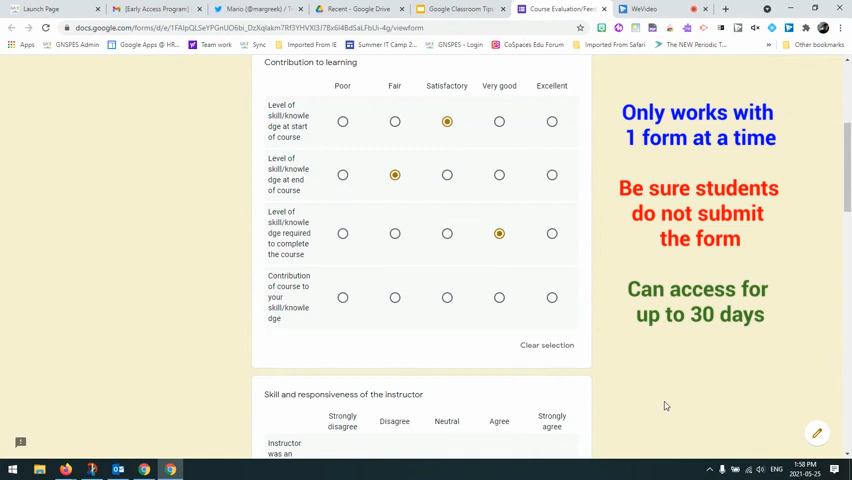 Launch Page
[Early Access Program]
Mario (@margreek) /
Recent - Google Drive
Google Classroom Tips
Course Evaluation/Fee
WeVideo
docs.google.com/forms/d/e/
/viewform
Apps
GNSPES Admin
Google Apps @ HR...
Team work
Sync
Imported From IE
Summer IT Camp 2...
GNSPES - Login
CoSpaces Edu Forum
Imported From Safari
The NEW Periodic T...
Other bookmarks
Contribution to learning
Poor Fair Satisfactory Very good Excellent
Level of
skill/knowle
dge at start
of course
Level of
skill/knowle
dge at end
of course
Level of
skill/knowle
dge required
to complete
the course
Contribution
of course to
your
skill/knowle
dge
Clear selection
Skill and responsiveness of the instructor
Strongly
disagree
Disagree
Neutral
Agree
Strongly
agree
Instructor
was an
Only works with
1 form at a time
Be sure students
do not submit
the form
Can access for
up to 30 days
ENG
1:58 PM
2021-05-25